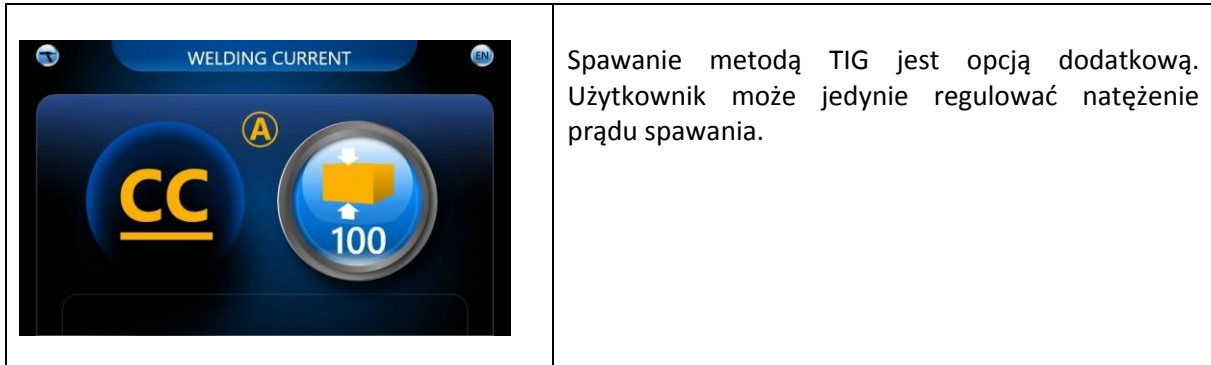 WELDING CURRENT
EN
A
CC
100
Spawanie metodą TIG jest opcją dodatkową.
Użytkownik może jedynie regulować natężenie
prądu spawania.